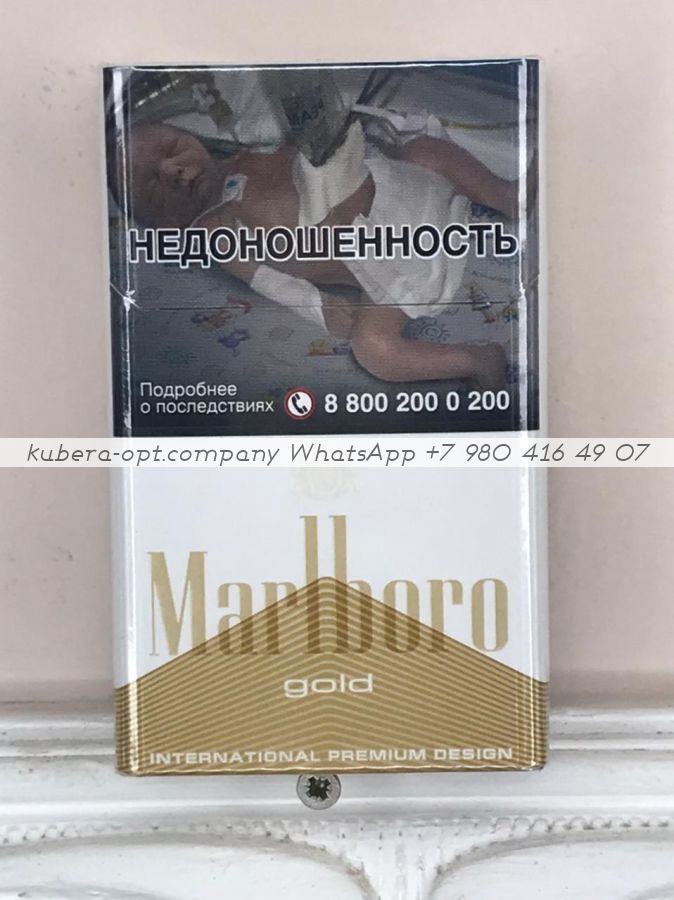 НЕДОНОШЕННОСТЬ
Подробнее
о последствиях 8 800 200 0 200
kubera-opt.company WhatsApp +7 980 416 49 07
Marlboro
gold
INTERNATIONAL PREMIUM DESIGN